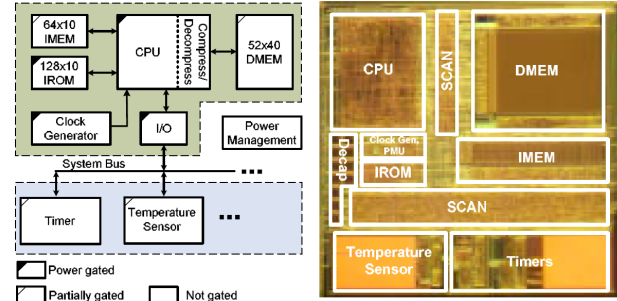 64x10
IMEM
128x10
IROM
CPU
Compress/
Decompress
52x40
DMEM
Clock
Generator
I/O
Power
Management
System Bus
Timer
Temperature
Sensor
Power gated
Partially gated
Not gated
CPU
SCAN
DMEM
Decap
Clock Gen,
PMU
IROM
IMEM
SCAN
Temperature
Sensor
Timers